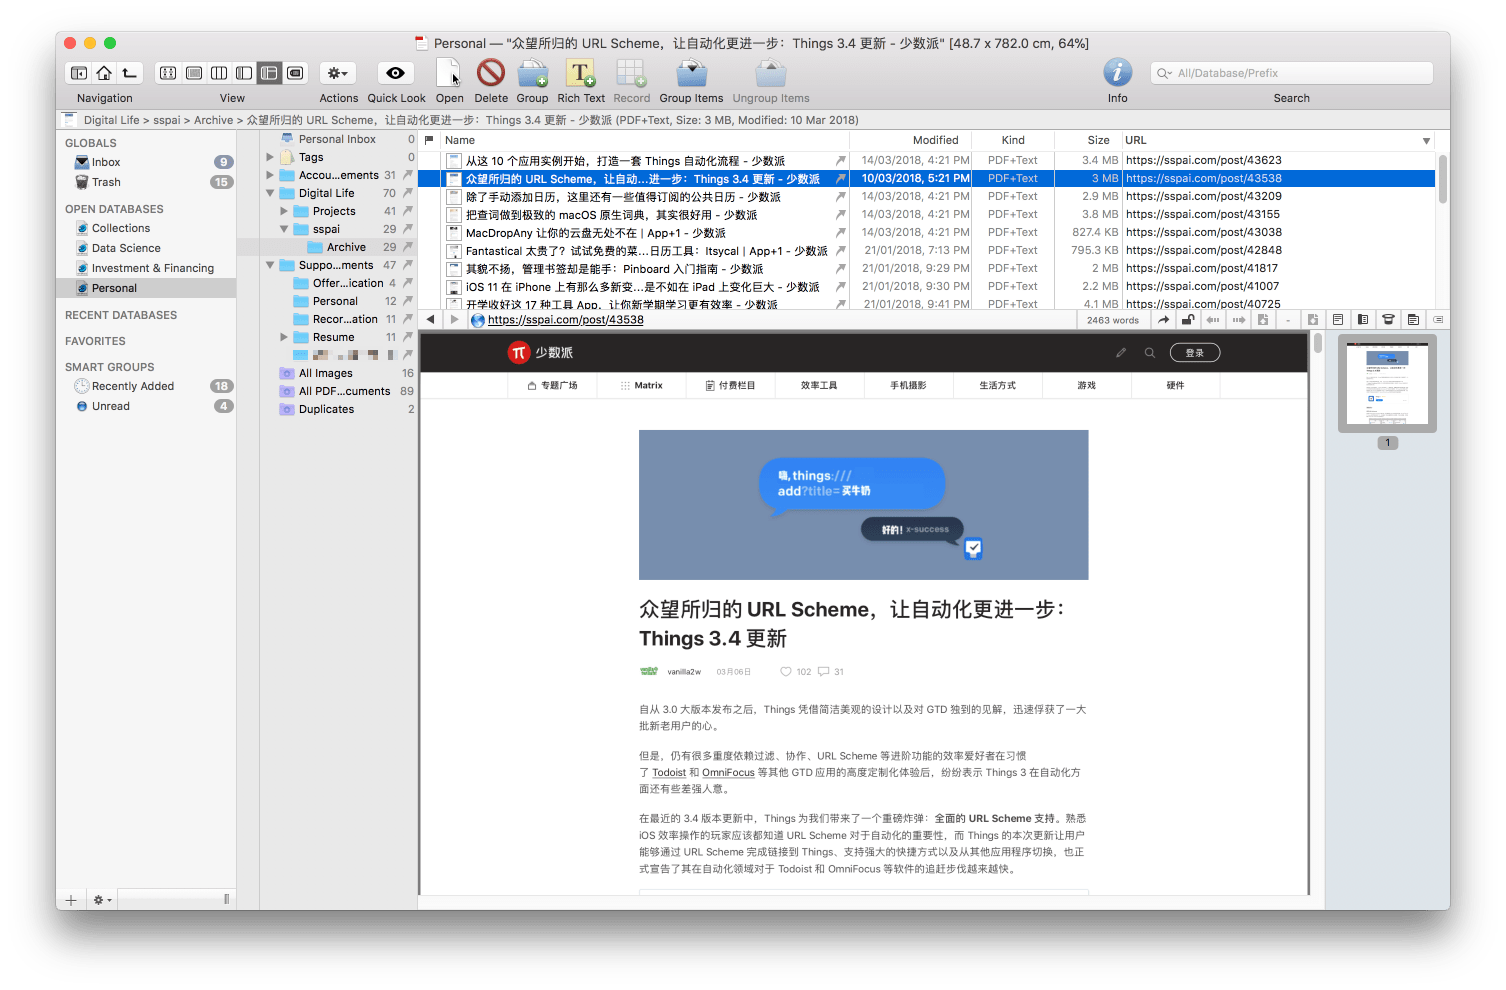 Personal — "众望所归的 URL Scheme，让自动化更进一步：Things 3.4 更新 - 少数派" [48.7 x 782.0 cm, 64%]
All/Database/Prefix
Navigation View Actions Quick Look Open Delete Group Rich Text Record Group Items Ungroup Items Info Search
Digital Life > sspai > Archive > 众望所归的 URL Scheme，让自动化更进一步：Things 3.4 更新 - 少数派 (PDF+Text, Size: 3 MB, Modified: 10 Mar 2018)
GLOBALS
Inbox 9
Trash 15
OPEN DATABASES
Collections
Data Science
Investment & Financing
Personal
RECENT DATABASES
FAVORITES
SMART GROUPS
Recently Added 18
Unread 4
Personal Inbox 0
Tags 0
Accou...ements 31
Digital Life 70
Projects 41
sspai 29
Archive 29
Suppo...ments 47
Offer...ication 4
Personal 12
Recor...ation 11
Resume 11
All Images 16
All PDF...cuments 89
Duplicates 2
Name Modified Kind Size URL
从这 10 个应用实例开始，打造一套 Things 自动化流程 - 少数派 14/03/2018, 4:21 PM PDF+Text 3.4 MB https://sspai.com/post/43623
众望所归的 URL Scheme，让自动...进一步：Things 3.4 更新 - 少数派 10/03/2018, 5:21 PM PDF+Text 3 MB https://sspai.com/post/43538
除了手动添加日历，这里还有一些值得订阅的公共日历 - 少数派 14/03/2018, 4:21 PM PDF+Text 2.9 MB https://sspai.com/post/43209
把查词做到极致的 macOS 原生词典，其实很好用 - 少数派 14/03/2018, 4:21 PM PDF+Text 3.8 MB https://sspai.com/post/43155
MacDropAny 让你的云盘无处不在 | App+1 - 少数派 14/03/2018, 4:21 PM PDF+Text 827.4 KB https://sspai.com/post/43038
Fantastical 太贵了？试试免费的菜...日历工具：Itsycal | App+1 - 少数派 21/01/2018, 7:13 PM PDF+Text 795.3 KB https://sspai.com/post/42848
其貌不扬，管理书签却是能手：Pinboard 入门指南 - 少数派 21/01/2018, 9:29 PM PDF+Text 2 MB https://sspai.com/post/41817
iOS 11 在 iPhone 上有那么多新变...是不如在 iPad 上变化巨大 - 少数派 21/01/2018, 9:30 PM PDF+Text 2.2 MB https://sspai.com/post/41007
开学收好这 17 种工具 App，让你新学期学习更有效率 - 少数派 21/01/2018, 9:41 PM PDF+Text 4.1 MB https://sspai.com/post/40725
https://sspai.com/post/43538 2463 words
π 少数派 登录
专题广场 Matrix 付费栏目 效率工具 手机摄影 生活方式 游戏 硬件
嗨, things:///
add?title= 买牛奶
好的! x-success
众望所归的 URL Scheme，让自动化更进一步：
Things 3.4 更新
vanilla2w 03月06日 102 31
自从 3.0 大版本发布之后，Things 凭借简洁美观的设计以及对 GTD 独到的见解，迅速俘获了一大
批新老用户的心。
但是，仍有很多重度依赖过滤、协作、URL Scheme 等进阶功能的效率爱好者在习惯
了 Todoist 和 OmniFocus 等其他 GTD 应用的高度定制化体验后，纷纷表示 Things 3 在自动化方
面还有些差强人意。
在最近的 3.4 版本更新中，Things 为我们带来了一个重磅炸弹：全面的 URL Scheme 支持。熟悉
iOS 效率操作的玩家应该都知道 URL Scheme 对于自动化的重要性，而 Things 的本次更新让用户
能够通过 URL Scheme 完成链接到 Things、支持强大的快捷方式以及从其他应用程序切换，也正
式宣告了其在自动化领域对于 Todoist 和 OmniFocus 等软件的追赶步伐越来越快。
1